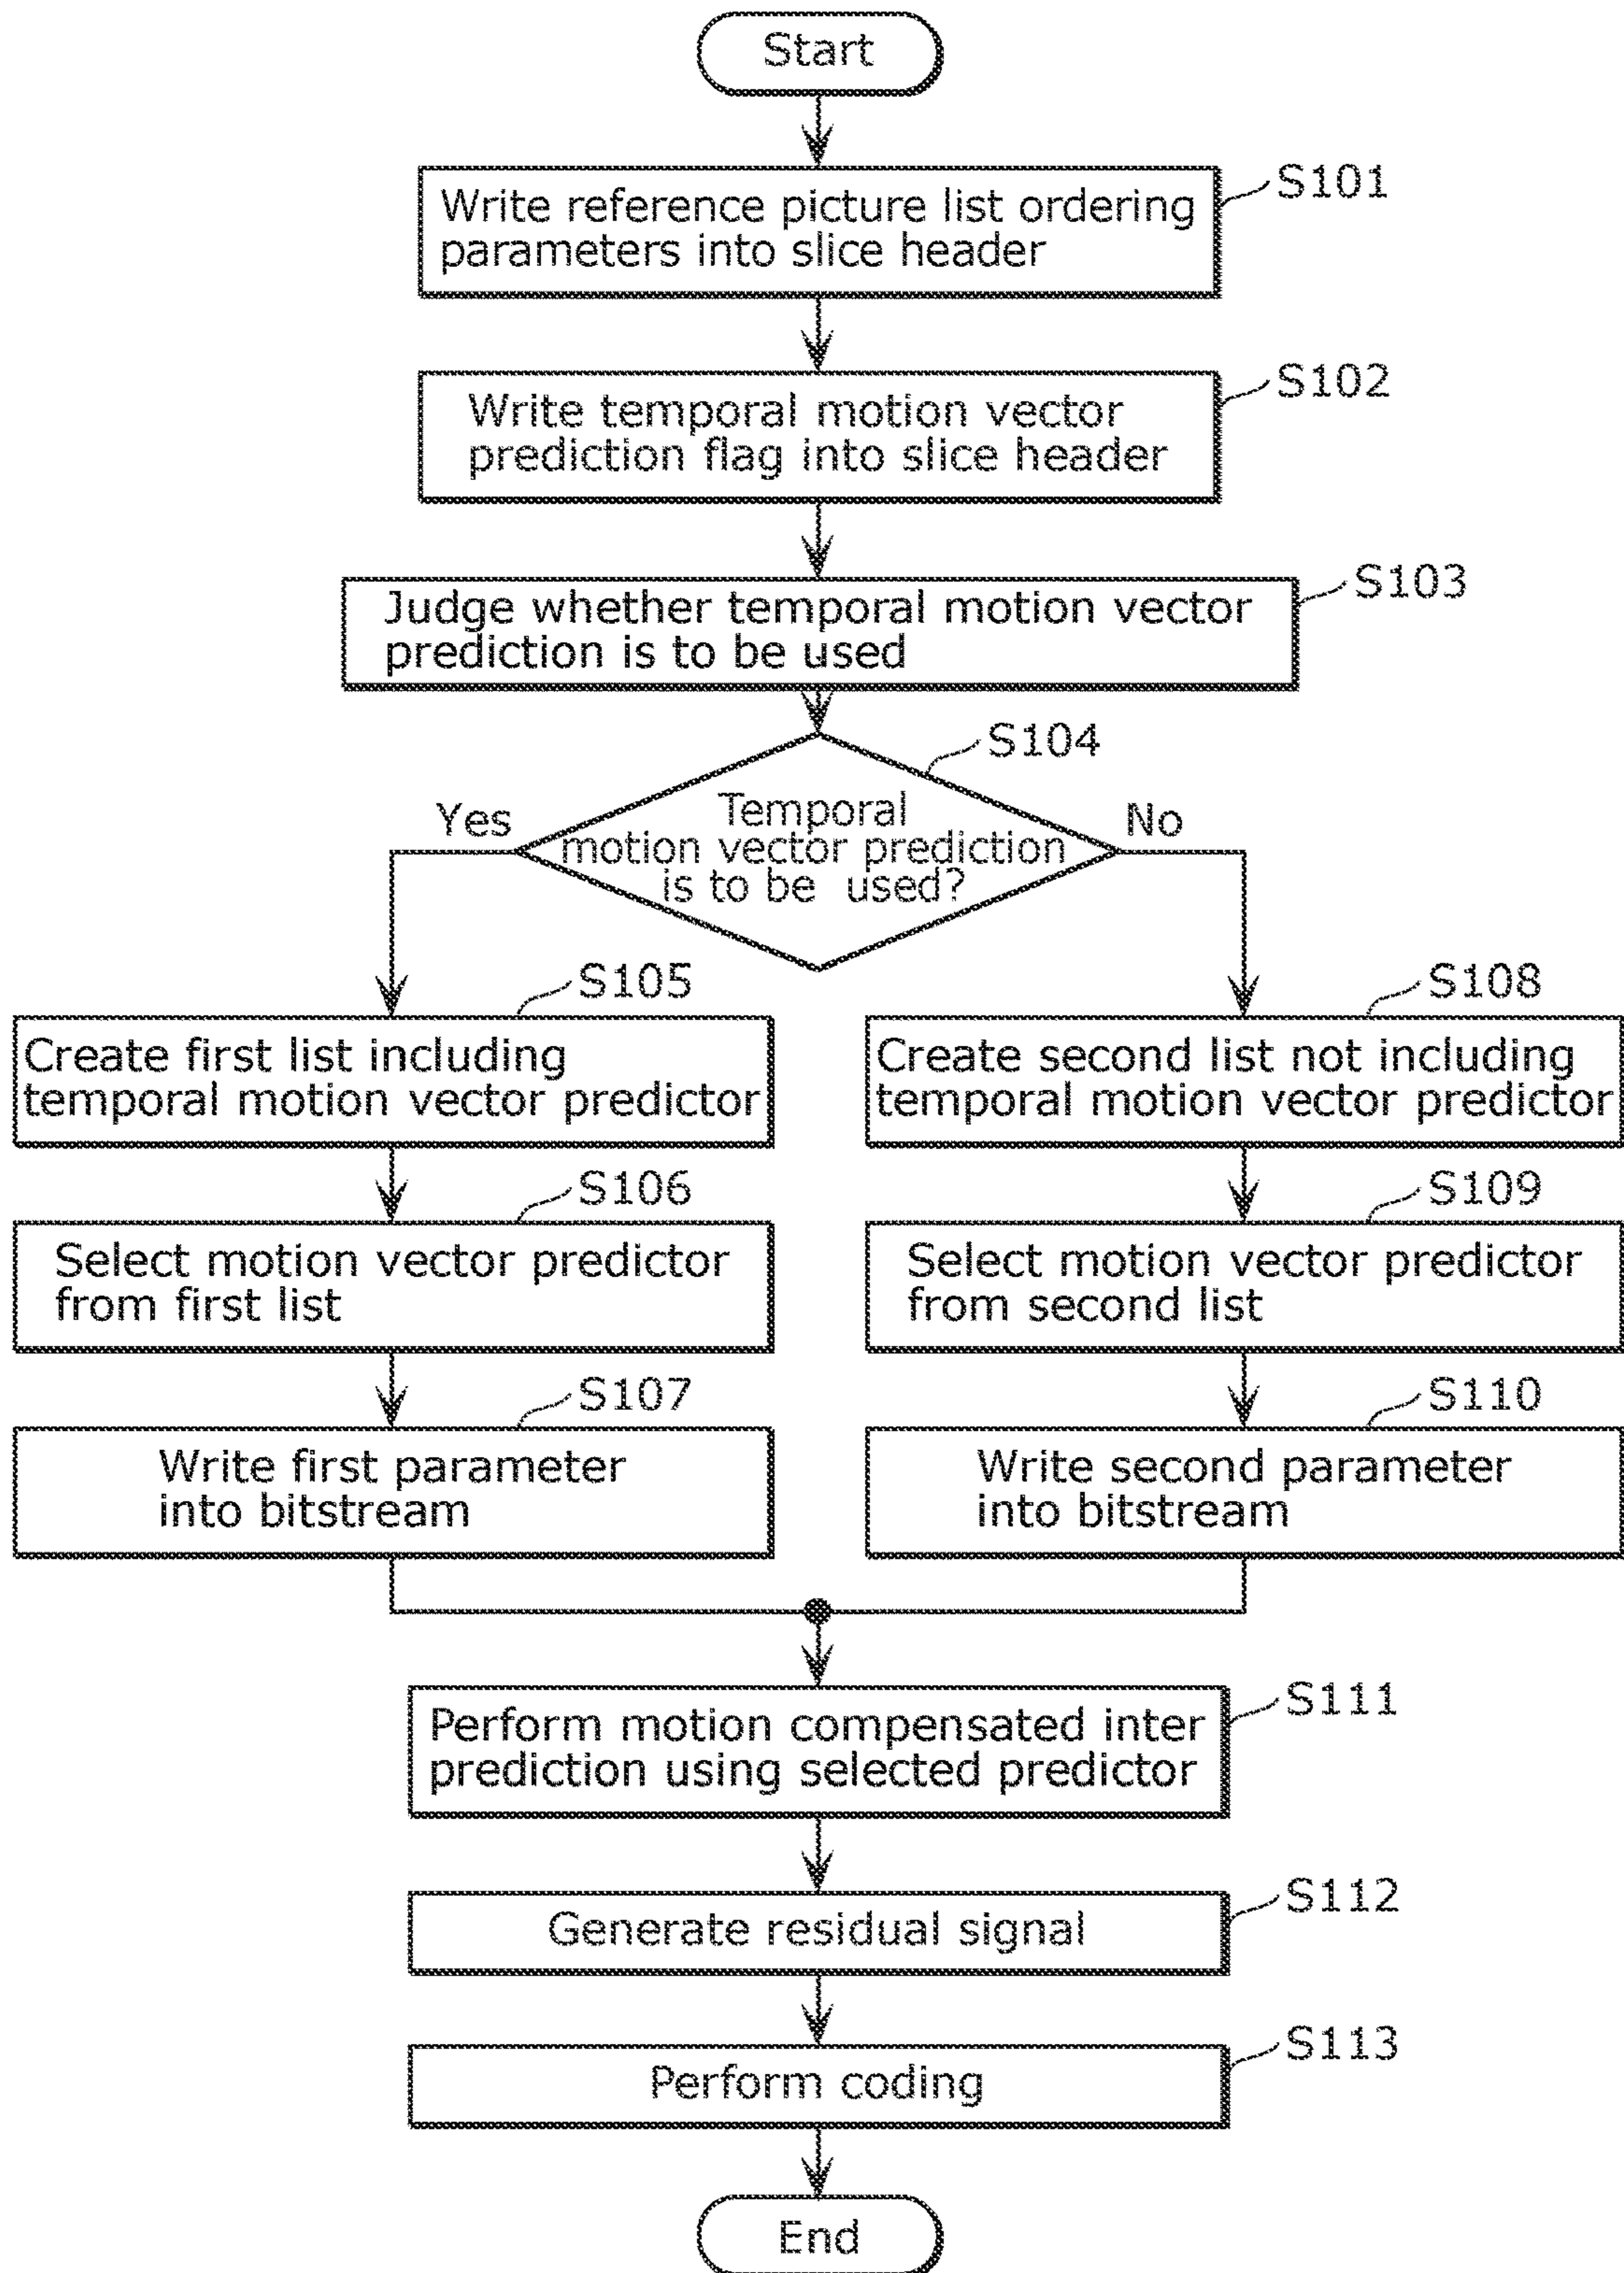 Start
S101
Write reference picture list ordering
parameters into slice header
S102
Write temporal motion vector
prediction flag into slice header
S103
Judge whether temporal motion vector
prediction is to be used
S104
Yes
Temporal
motion vector prediction
is to be used?
No
S105
Create first list including
temporal motion vector predictor
S108
Create second list not including
temporal motion vector predictor
S106
Select motion vector predictor
from first list
S109
Select motion vector predictor
from second list
S107
Write first parameter
into bitstream
S110
Write second parameter
into bitstream
S111
Perform motion compensated inter
prediction using selected predictor
S112
Generate residual signal
S113
Perform coding
End